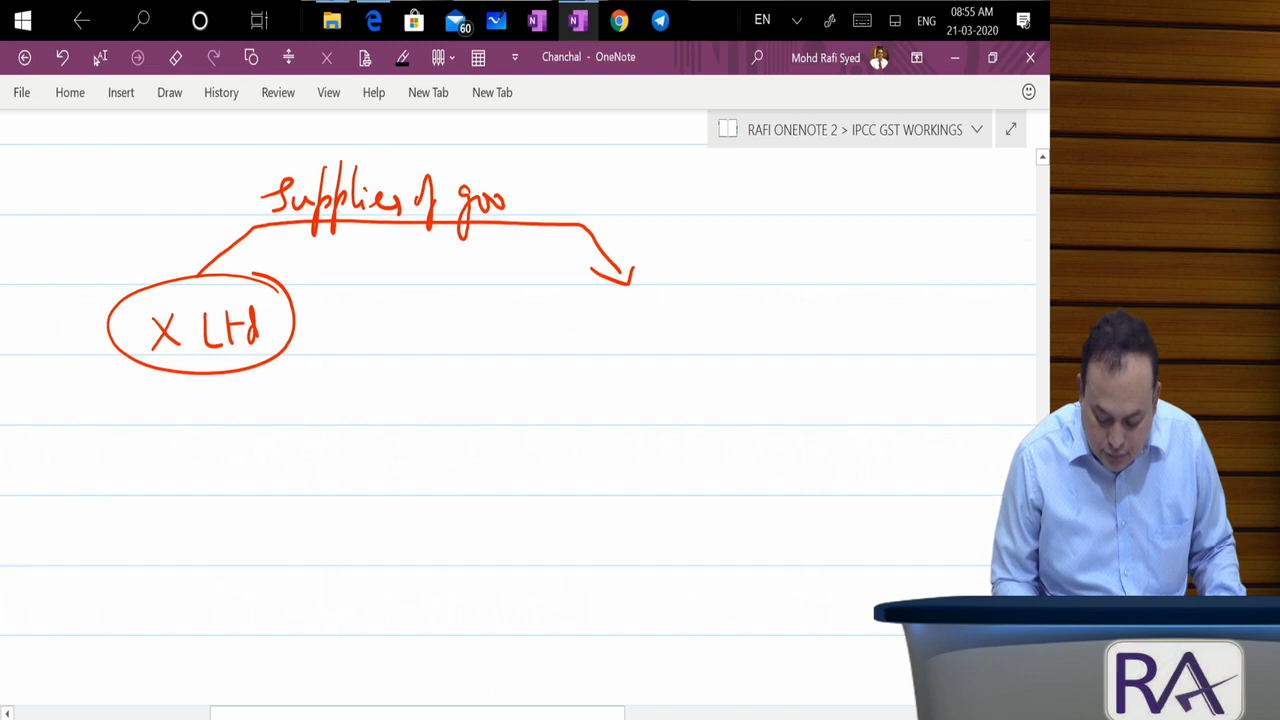 EN
ENG
08:55 AM
21-03-2020
60
Chanchal - OneNote
Mohd Rafi Syed
File Home Insert Draw History Review View Help New Tab New Tab
RAFI ONENOTE 2 > IPCC GST WORKINGS
Supplies of goo
X Ltd
RA